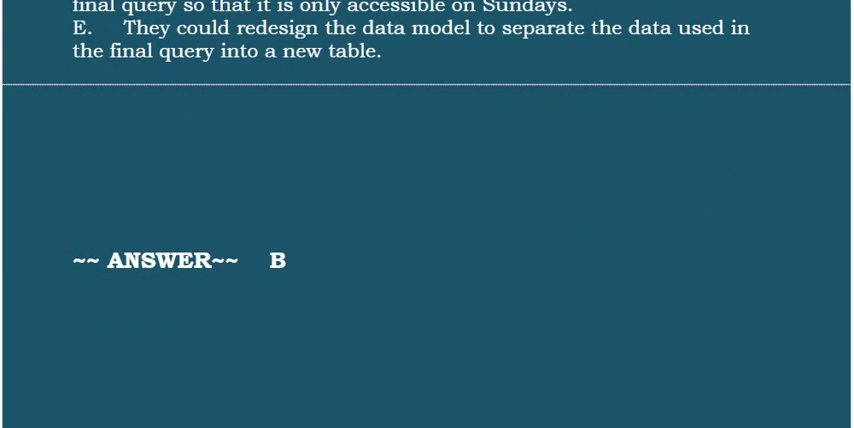 final query so that it is only accessible on Sundays.
E. They could redesign the data model to separate the data used in
the final query into a new table.
~~ ANSWER~~ B